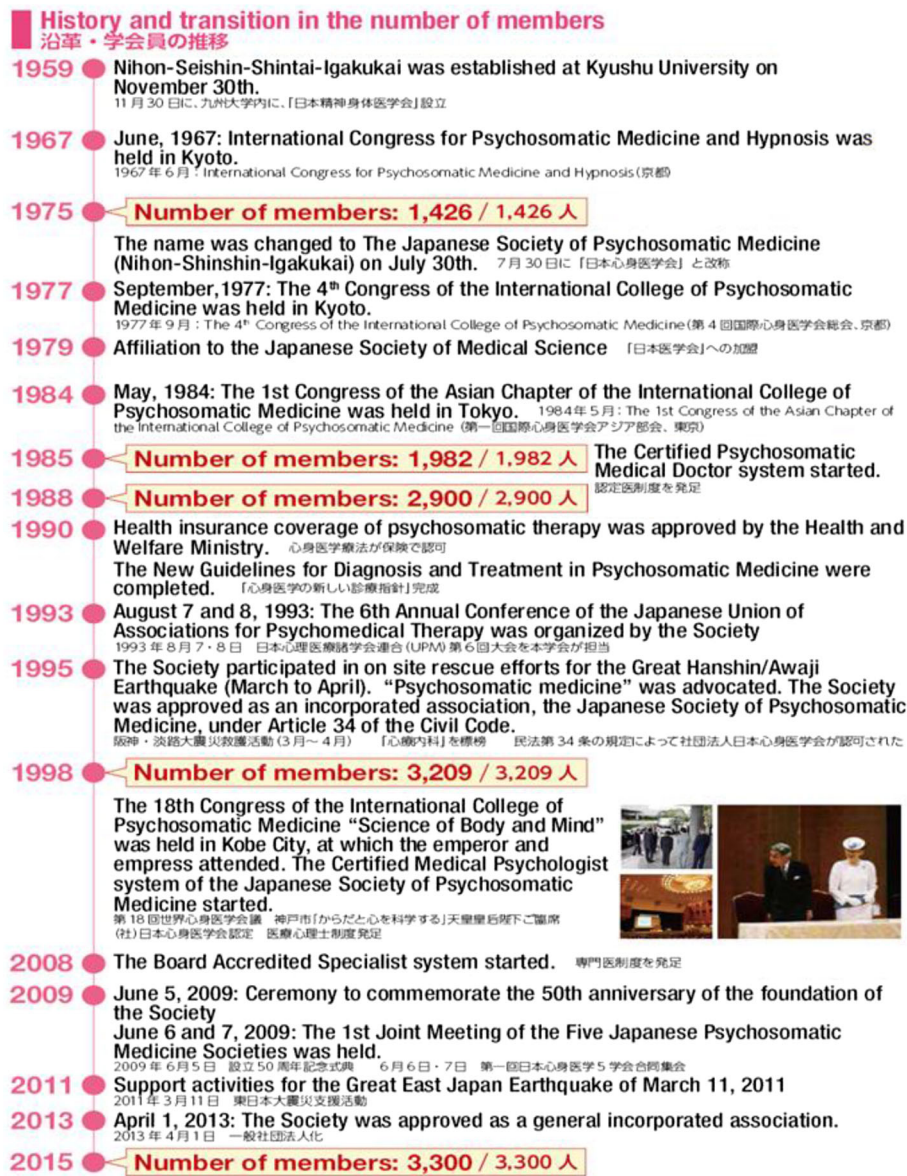 History and transition in the number of members
沿革・学会員の推移
1959 Nihon-Seishin-Shintai-Igakukai was established at Kyushu University on
November 30th.
11月30日に、九州大学内に、「日本精神身体医学会」設立
1967 June, 1967: International Congress for Psychosomatic Medicine and Hypnosis was
held in Kyoto.
1967年6月：International Congress for Psychosomatic Medicine and Hypnosis(京都)
1975 Number of members: 1,426 / 1,426 人
The name was changed to The Japanese Society of Psychosomatic Medicine
(Nihon-Shinshin-Igakukai) on July 30th. 7月30日に「日本心身医学会」と改称
1977 September,1977: The 4th Congress of the International College of Psychosomatic
Medicine was held in Kyoto.
1977年9月：The 4th Congress of the International College of Psychosomatic Medicine(第4回国際心身医学会総会、京都)
1979 Affiliation to the Japanese Society of Medical Science 「日本医学会」への加盟
1984 May, 1984: The 1st Congress of the Asian Chapter of the International College of
Psychosomatic Medicine was held in Tokyo. 1984年5月：The 1st Congress of the Asian Chapter of
the International College of Psychosomatic Medicine (第一回国際心身医学会アジア部会、東京)
1985 Number of members: 1,982 / 1,982 人 The Certified Psychosomatic
Medical Doctor system started.
認定医制度を発足
1988 Number of members: 2,900 / 2,900 人
1990 Health insurance coverage of psychosomatic therapy was approved by the Health and
Welfare Ministry. 心身医学療法が保険で認可
The New Guidelines for Diagnosis and Treatment in Psychosomatic Medicine were
completed. 「心身医学の新しい診療指針」完成
1993 August 7 and 8, 1993: The 6th Annual Conference of the Japanese Union of
Associations for Psychomedical Therapy was organized by the Society
1993年8月7・8日 日本心理医療諸学会連合(UPM)第6回大会を本学会が担当
1995 The Society participated in on site rescue efforts for the Great Hanshin/Awaji
Earthquake (March to April). “Psychosomatic medicine” was advocated. The Society
was approved as an incorporated association, the Japanese Society of Psychosomatic
Medicine, under Article 34 of the Civil Code.
阪神・淡路大震災救護活動(3月～4月) 「心療内科」を標榜 民法第34条の規定によって社団法人日本心身医学会が認可された
1998 Number of members: 3,209 / 3,209 人
The 18th Congress of the International College of
Psychosomatic Medicine “Science of Body and Mind”
was held in Kobe City, at which the emperor and
empress attended. The Certified Medical Psychologist
system of the Japanese Society of Psychosomatic
Medicine started.
第18回世界心身医学会議 神戸市「からだと心を科学する」天皇皇后陛下ご臨席
(社)日本心身医学会認定 医療心理士制度発足
2008 The Board Accredited Specialist system started. 専門医制度を発足
2009 June 5, 2009: Ceremony to commemorate the 50th anniversary of the foundation of
the Society
June 6 and 7, 2009: The 1st Joint Meeting of the Five Japanese Psychosomatic
Medicine Societies was held.
2009年6月5日 設立50周年記念式典 6月6日・7日 第一回日本心身医学5学会合同集会
2011 Support activities for the Great East Japan Earthquake of March 11, 2011
2011年3月11日 東日本大震災支援活動
2013 April 1, 2013: The Society was approved as a general incorporated association.
2013年4月1日 一般社団法人化
2015 Number of members: 3,300 / 3,300 人